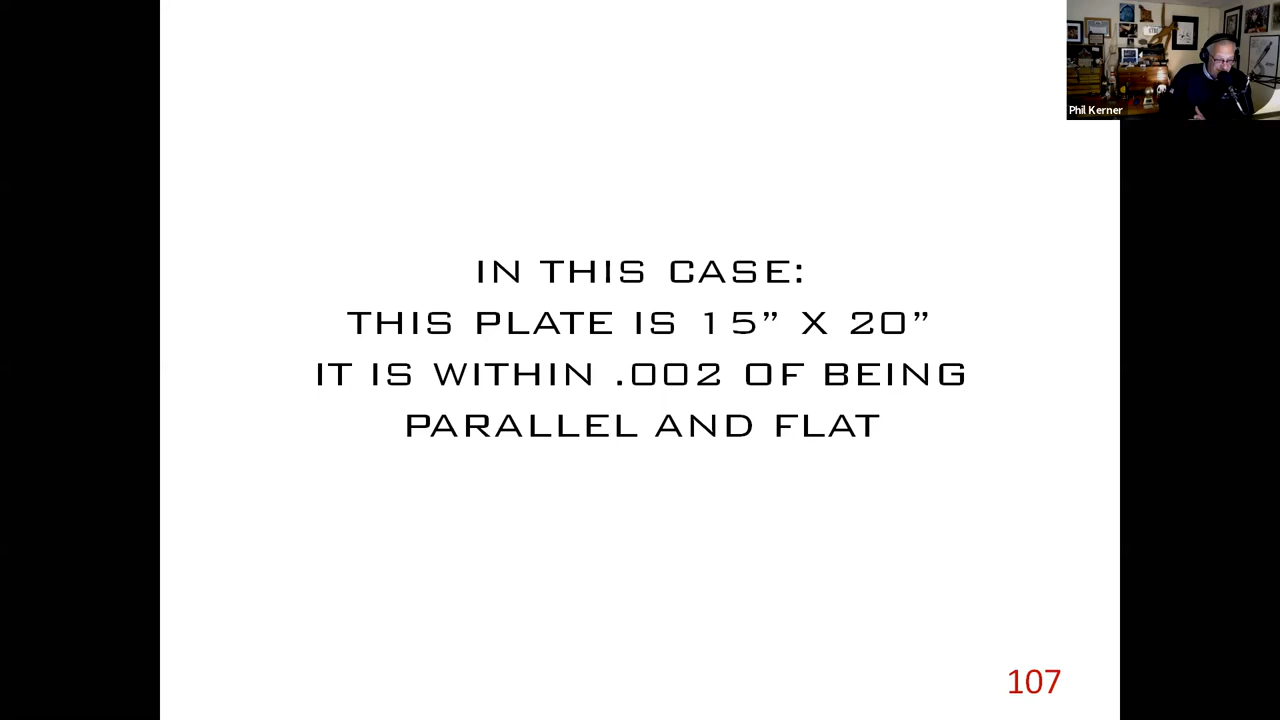 Phil Kerner
IN THIS CASE:
THIS PLATE IS 15” X 20”
IT IS WITHIN .002 OF BEING
PARALLEL AND FLAT
107